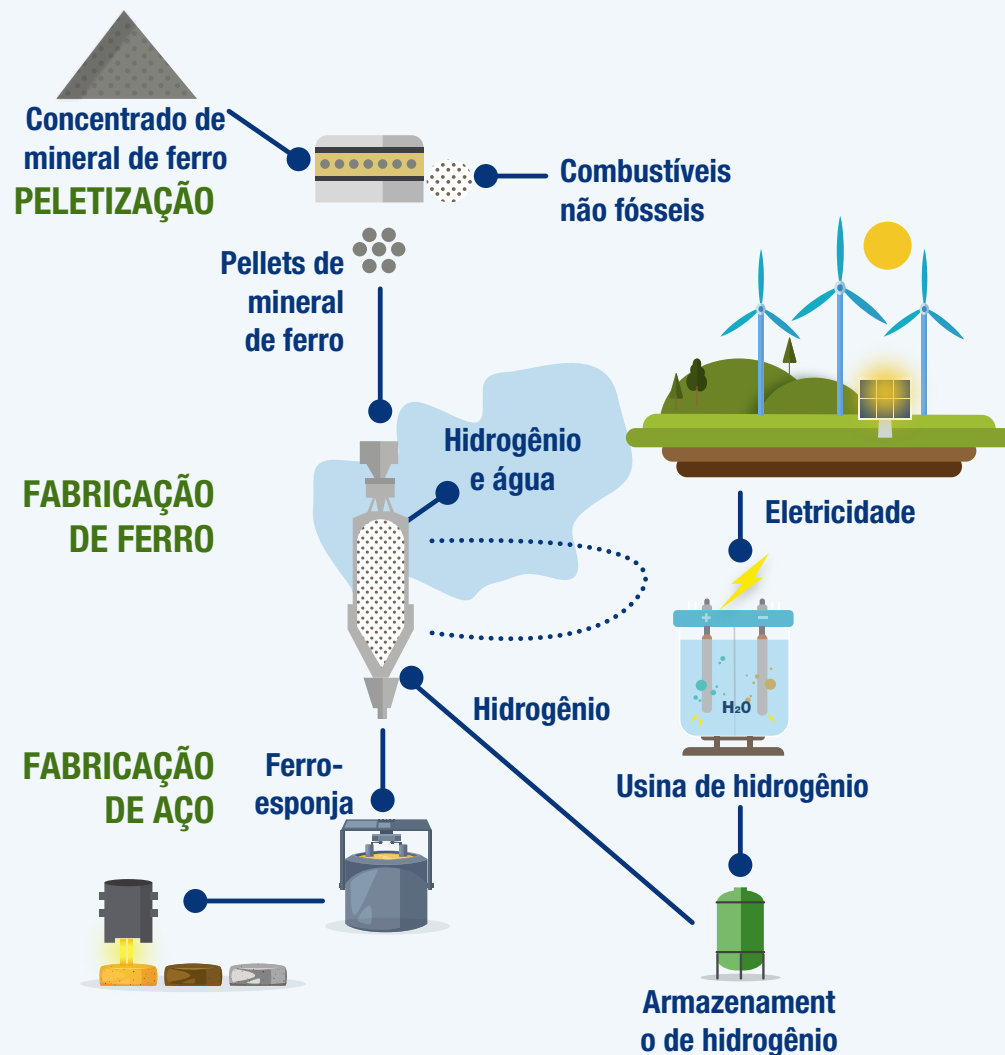 Concentrado de
mineral de ferro
PELETIZAÇÃO
Combustíveis
não fósseis
Pellets de
mineral
de ferro
Hidrogênio
e água
FABRICAÇÃO
DE FERRO
Eletricidade
+ −
H₂0
Hidrogênio
Usina de hidrogênio
FABRICAÇÃO
DE AÇO
Ferro-
esponja
Armazenament
o de hidrogênio